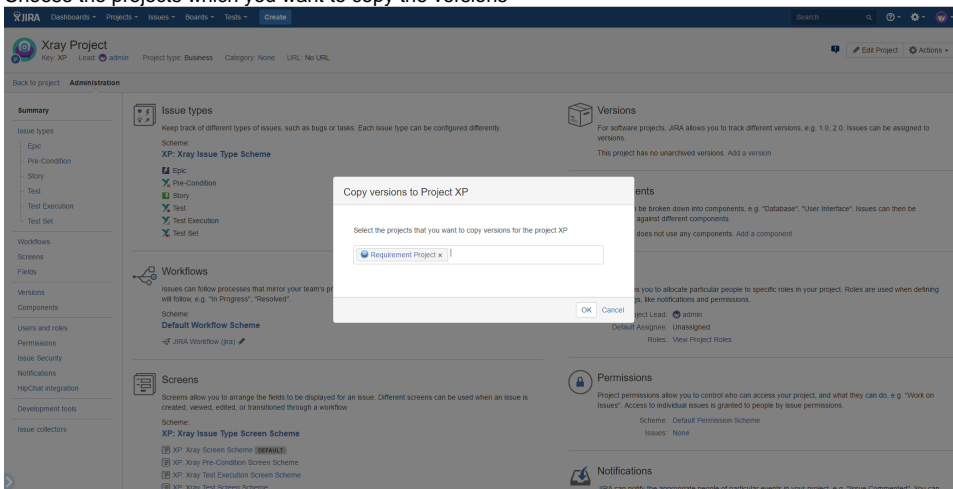 Choose the projects which you want to copy the versions
JIRA Dashboards Projects Issues Boards Tests Create Search
Xray Project
Key: XP Lead: admin Project type: Business Category: None URL: No URL
Edit Project Actions
Back to project Administration
Summary
Issue types
Epic
Pre-Condition
Story
Test
Test Execution
Test Set
Workflows
Screens
Fields
Versions
Components
Users and roles
Permissions
Issue Security
Notifications
HipChat integration
Development tools
Issue collectors
Issue types
Keep track of different types of issues, such as bugs or tasks. Each issue type can be configured differently.
Scheme:
XP: Xray Issue Type Scheme
Epic
Pre-Condition
Story
Test
Test Execution
Test Set
Workflows
Issues can follow processes that mirror your team's pr
will follow, e.g. "In Progress", "Resolved".
Scheme:
Default Workflow Scheme
JIRA Workflow (jira)
Screens
Screens allow you to arrange the fields to be displayed for an issue. Different screens can be used when an issue is
created, viewed, edited, or transitioned through a workflow.
Scheme:
XP: Xray Issue Type Screen Scheme
XP: Xray Screen Scheme DEFAULT
XP: Xray Pre-Condition Screen Scheme
XP: Xray Test Execution Screen Scheme
XP: Xray Test Screen Scheme
Copy versions to Project XP
Select the projects that you want to copy versions for the project XP
Requirement Project ×
OK Cancel
Versions
For software projects, JIRA allows you to track different versions, e.g. 1.0, 2.0. Issues can be assigned to
versions.
This project has no unarchived versions. Add a version
ents
be broken down into components, e.g. "Database", "User Interface". Issues can then be
against different components.
does not use any components. Add a component
s you to allocate particular people to specific roles in your project. Roles are used when defining
gs, like notifications and permissions.
ject Lead: admin
Default Assignee: Unassigned
Roles: View Project Roles
Permissions
Project permissions allow you to control who can access your project, and what they can do, e.g. "Work on
Issues". Access to individual issues is granted to people by issue permissions.
Scheme: Default Permission Scheme
Issues: None
Notifications
JIRA can notify the appropriate people of particular events in your project, e.g. "Issue Commented". You can